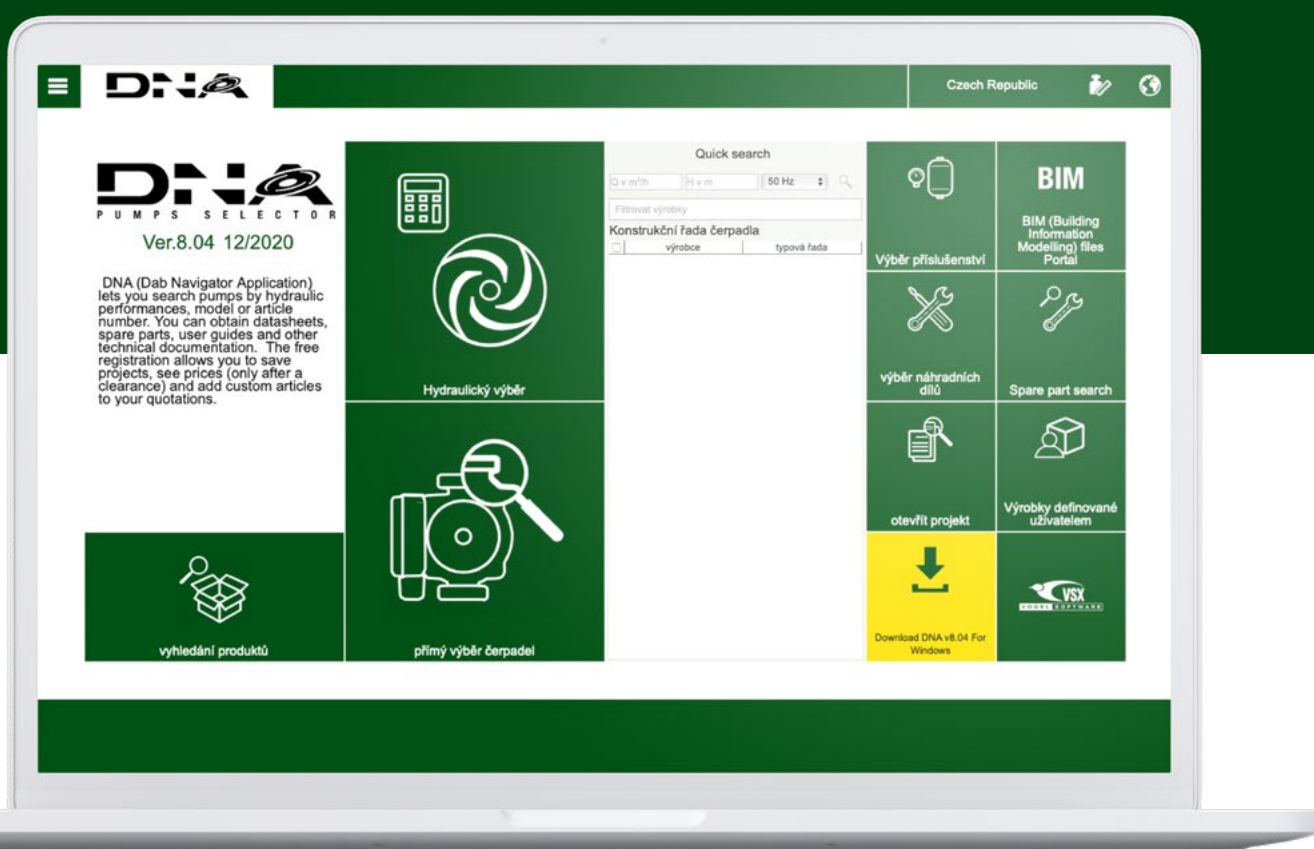 DNA
Czech Republic
DNA
PUMPS SELECTOR
Ver.8.04 12/2020
DNA (Dab Navigator Application)
lets you search pumps by hydraulic
performances, model or article
number. You can obtain datasheets,
spare parts, user guides and other
technical documentation. The free
registration allows you to save
projects, see prices (only after a
clearance) and add custom articles
to your quotations.
vyhledání produktů
Hydraulický výběr
přímý výběr čerpadel
Quick search
Q v m³/h H v m 50 Hz
Filtrovat výrobky
Konstrukční řada čerpadla
výrobce typová řada
Výběr příslušenství
BIM
BIM (Building
Information
Modelling) files
Portal
výběr náhradních
dílů
Spare part search
otevřít projekt
Výrobky definované
uživatelem
Download DNA v8.04 For
Windows
VSX
VOGEL SOFTWARE